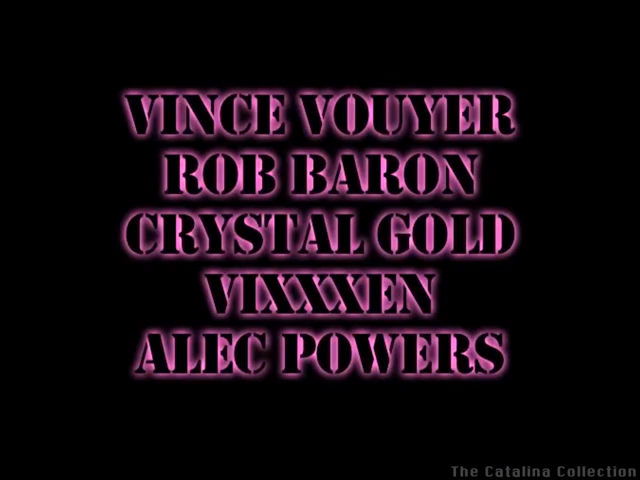 VINCE VOUYER
ROB BARON
CRYSTAL GOLD
VIXXXEN
ALEC POWERS
The Catalina Collection